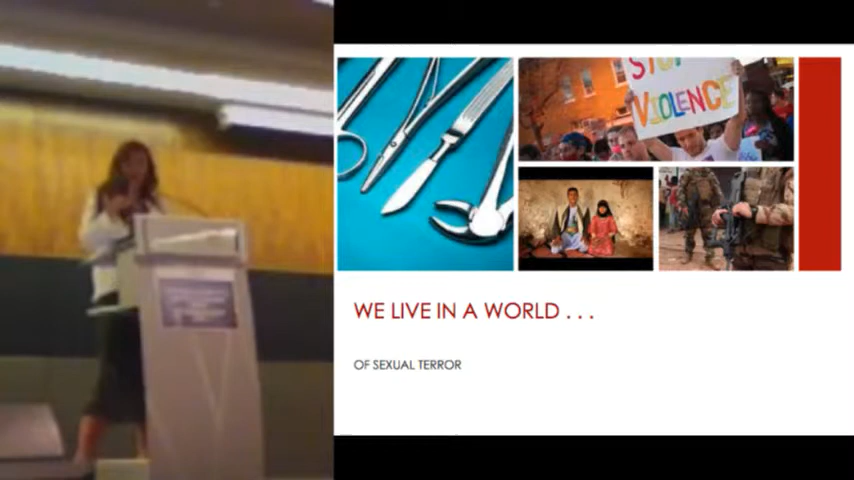 STOP
VIOLENCE
WE LIVE IN A WORLD . . .
OF SEXUAL TERROR